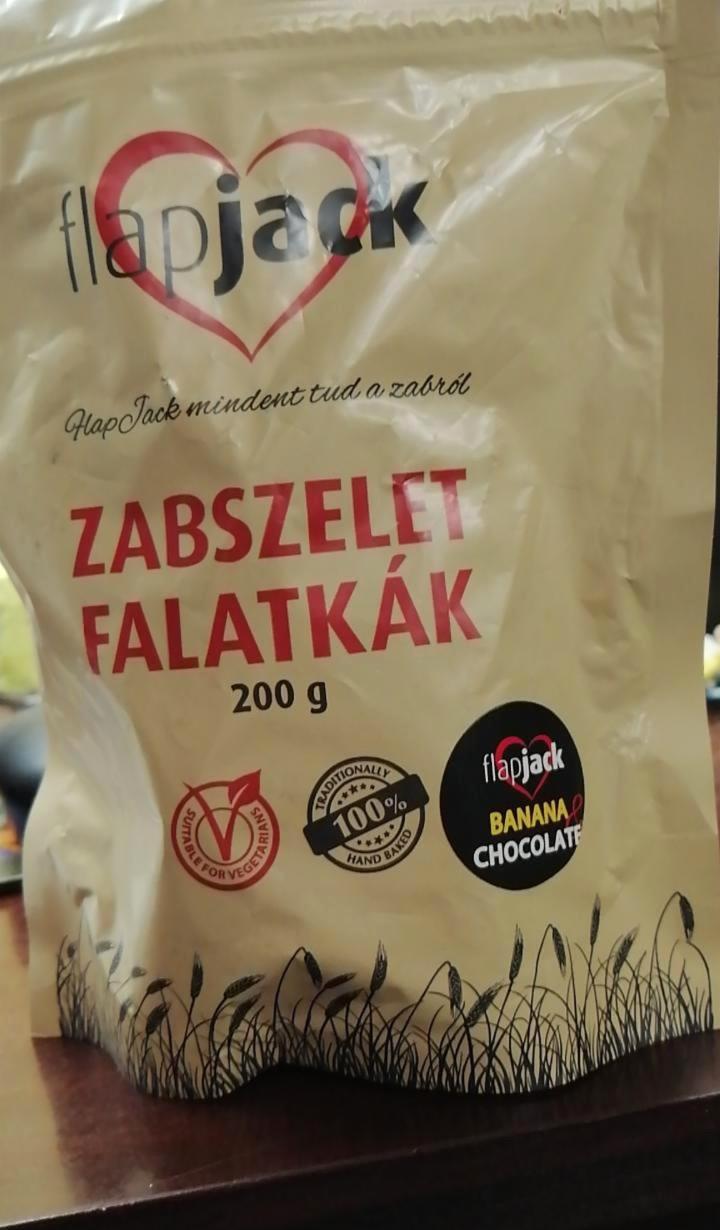 flapjack
FlapJack mindent tud a zabról
ZABSZELET
FALATKÁK
200 g
SUITABLE FOR VEGETARIANS
TRADITIONALLY
100%
HAND BAKED
flapjack
BANANA &
CHOCOLATE